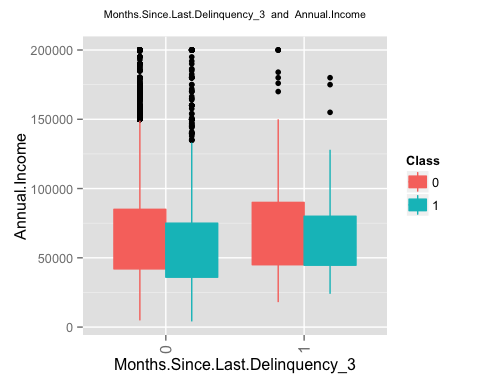 Months.Since.Last.Delinquency_3 and Annual.Income
200000
150000
100000
50000
0
Annual.Income
Class
0
1
0
1
Months.Since.Last.Delinquency_3